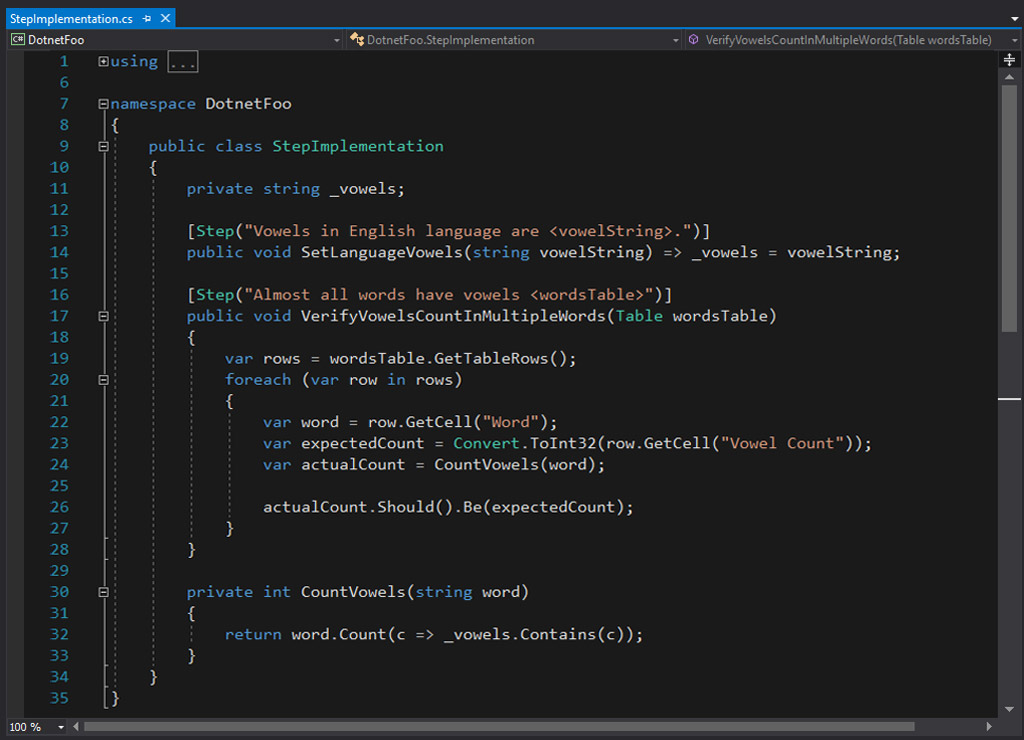 StepImplementation.cs
DotnetFoo DotnetFoo.StepImplementation VerifyVowelsCountInMultipleWords(Table wordsTable)
1 using ...
6
7 namespace DotnetFoo
8 {
9 public class StepImplementation
10 {
11 private string _vowels;
12
13 [Step("Vowels in English language are <vowelString>.")]
14 public void SetLanguageVowels(string vowelString) => _vowels = vowelString;
15
16 [Step("Almost all words have vowels <wordsTable>")]
17 public void VerifyVowelsCountInMultipleWords(Table wordsTable)
18 {
19 var rows = wordsTable.GetTableRows();
20 foreach (var row in rows)
21 {
22 var word = row.GetCell("Word");
23 var expectedCount = Convert.ToInt32(row.GetCell("Vowel Count"));
24 var actualCount = CountVowels(word);
25
26 actualCount.Should().Be(expectedCount);
27 }
28 }
29
30 private int CountVowels(string word)
31 {
32 return word.Count(c => _vowels.Contains(c));
33 }
34 }
35 }
100 %